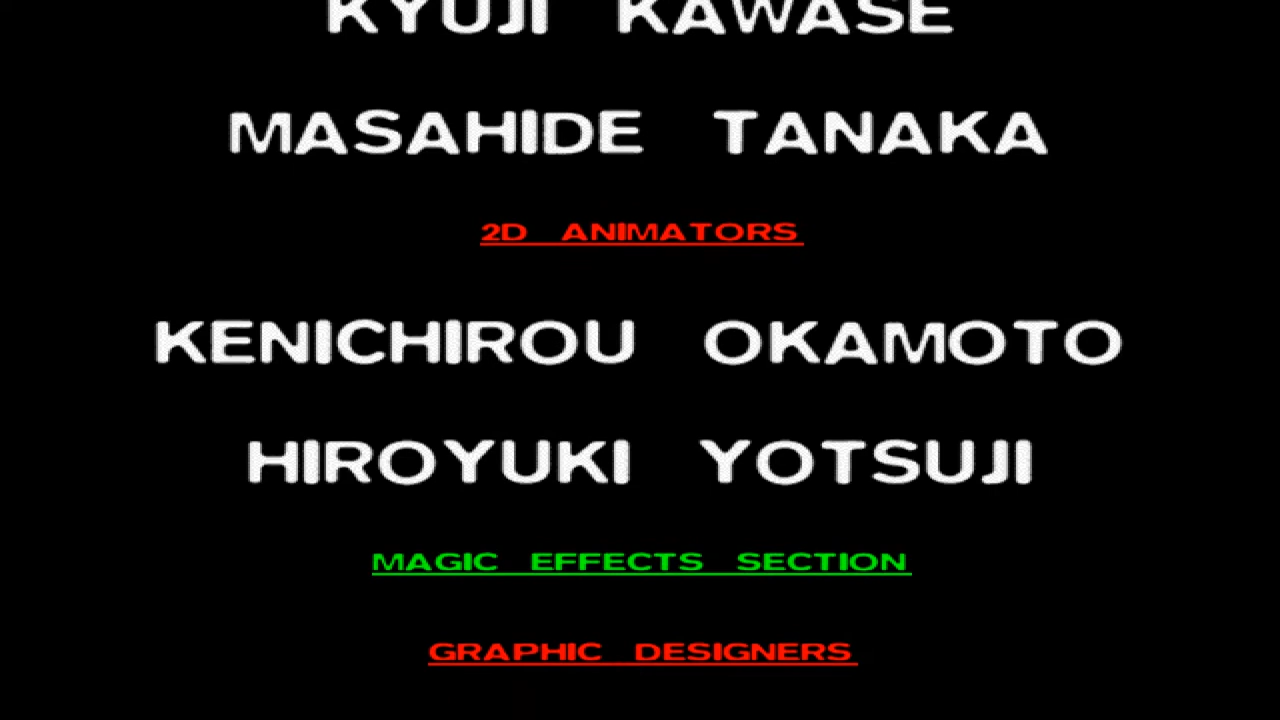 KYUJI KAWASE
MASAHIDE TANAKA
2D ANIMATORS
KENICHIROU OKAMOTO
HIROYUKI YOTSUJI
MAGIC EFFECTS SECTION
GRAPHIC DESIGNERS